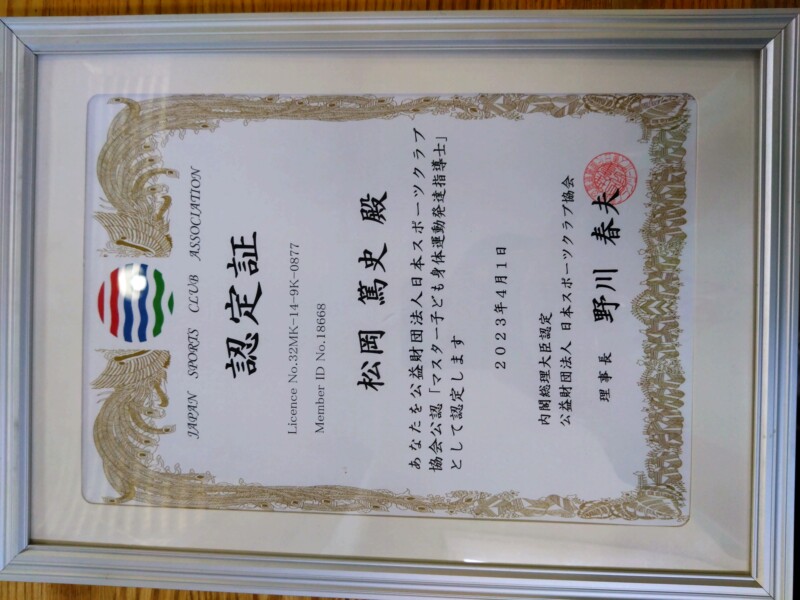 JAPAN SPORTS CLUB ASSOCIATION
認定証
Licence No.32MK-14-9K-0877
Member ID No.18668
松岡 篤史 殿
あなたを公益財団法人日本スポーツクラブ
協会公認「マスター子ども身体運動発達指導士」
として認定します
2023年4月1日
内閣総理大臣認定
公益財団法人 日本スポーツクラブ協会
理事長 野川 春夫